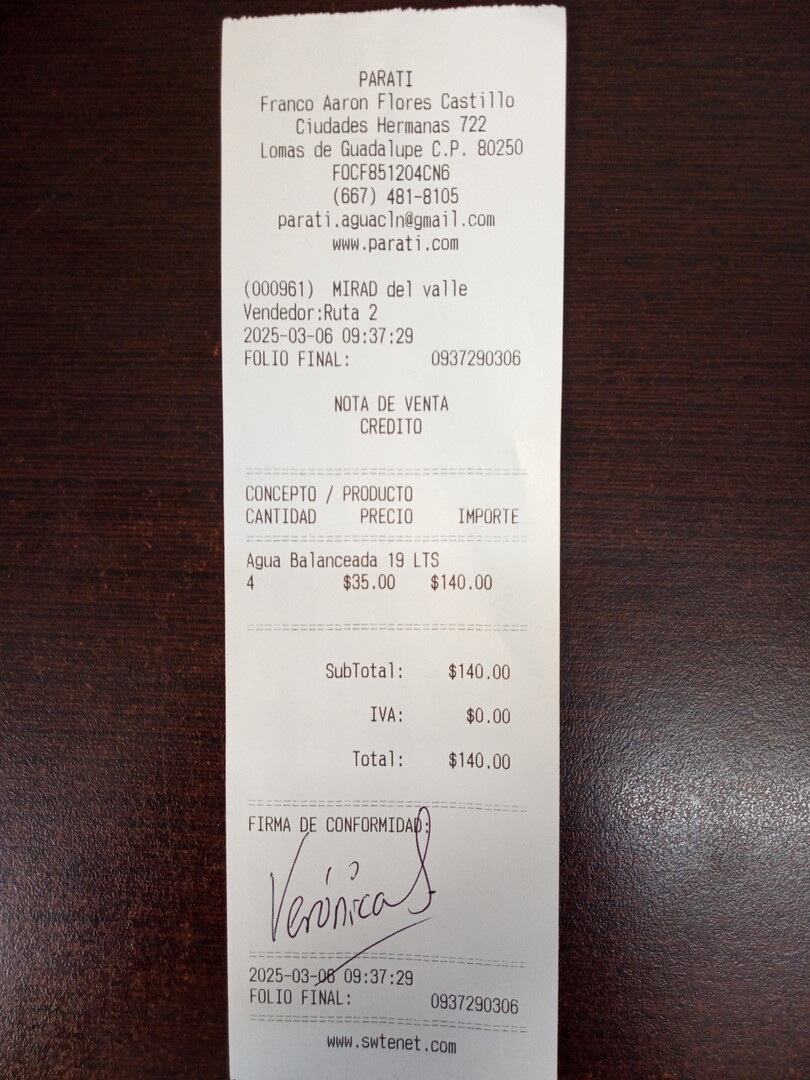 PARATI
Franco Aaron Flores Castillo
Ciudades Hermanas 722
Lomas de Guadalupe C.P. 80250
FOCF851204CN6
(667) 481-8105
parati.aguacln@gmail.com
www.parati.com
(000961) MIRAD del valle
Vendedor:Ruta 2
2025-03-06 09:37:29
FOLIO FINAL: 0937290306
NOTA DE VENTA
CREDITO
CONCEPTO / PRODUCTO
CANTIDAD PRECIO IMPORTE
Agua Balanceada 19 LTS
4 $35.00 $140.00
SubTotal: $140.00
IVA: $0.00
Total: $140.00
FIRMA DE CONFORMIDAD:
Verónica S
2025-03-06 09:37:29
FOLIO FINAL: 0937290306
www.swtenet.com